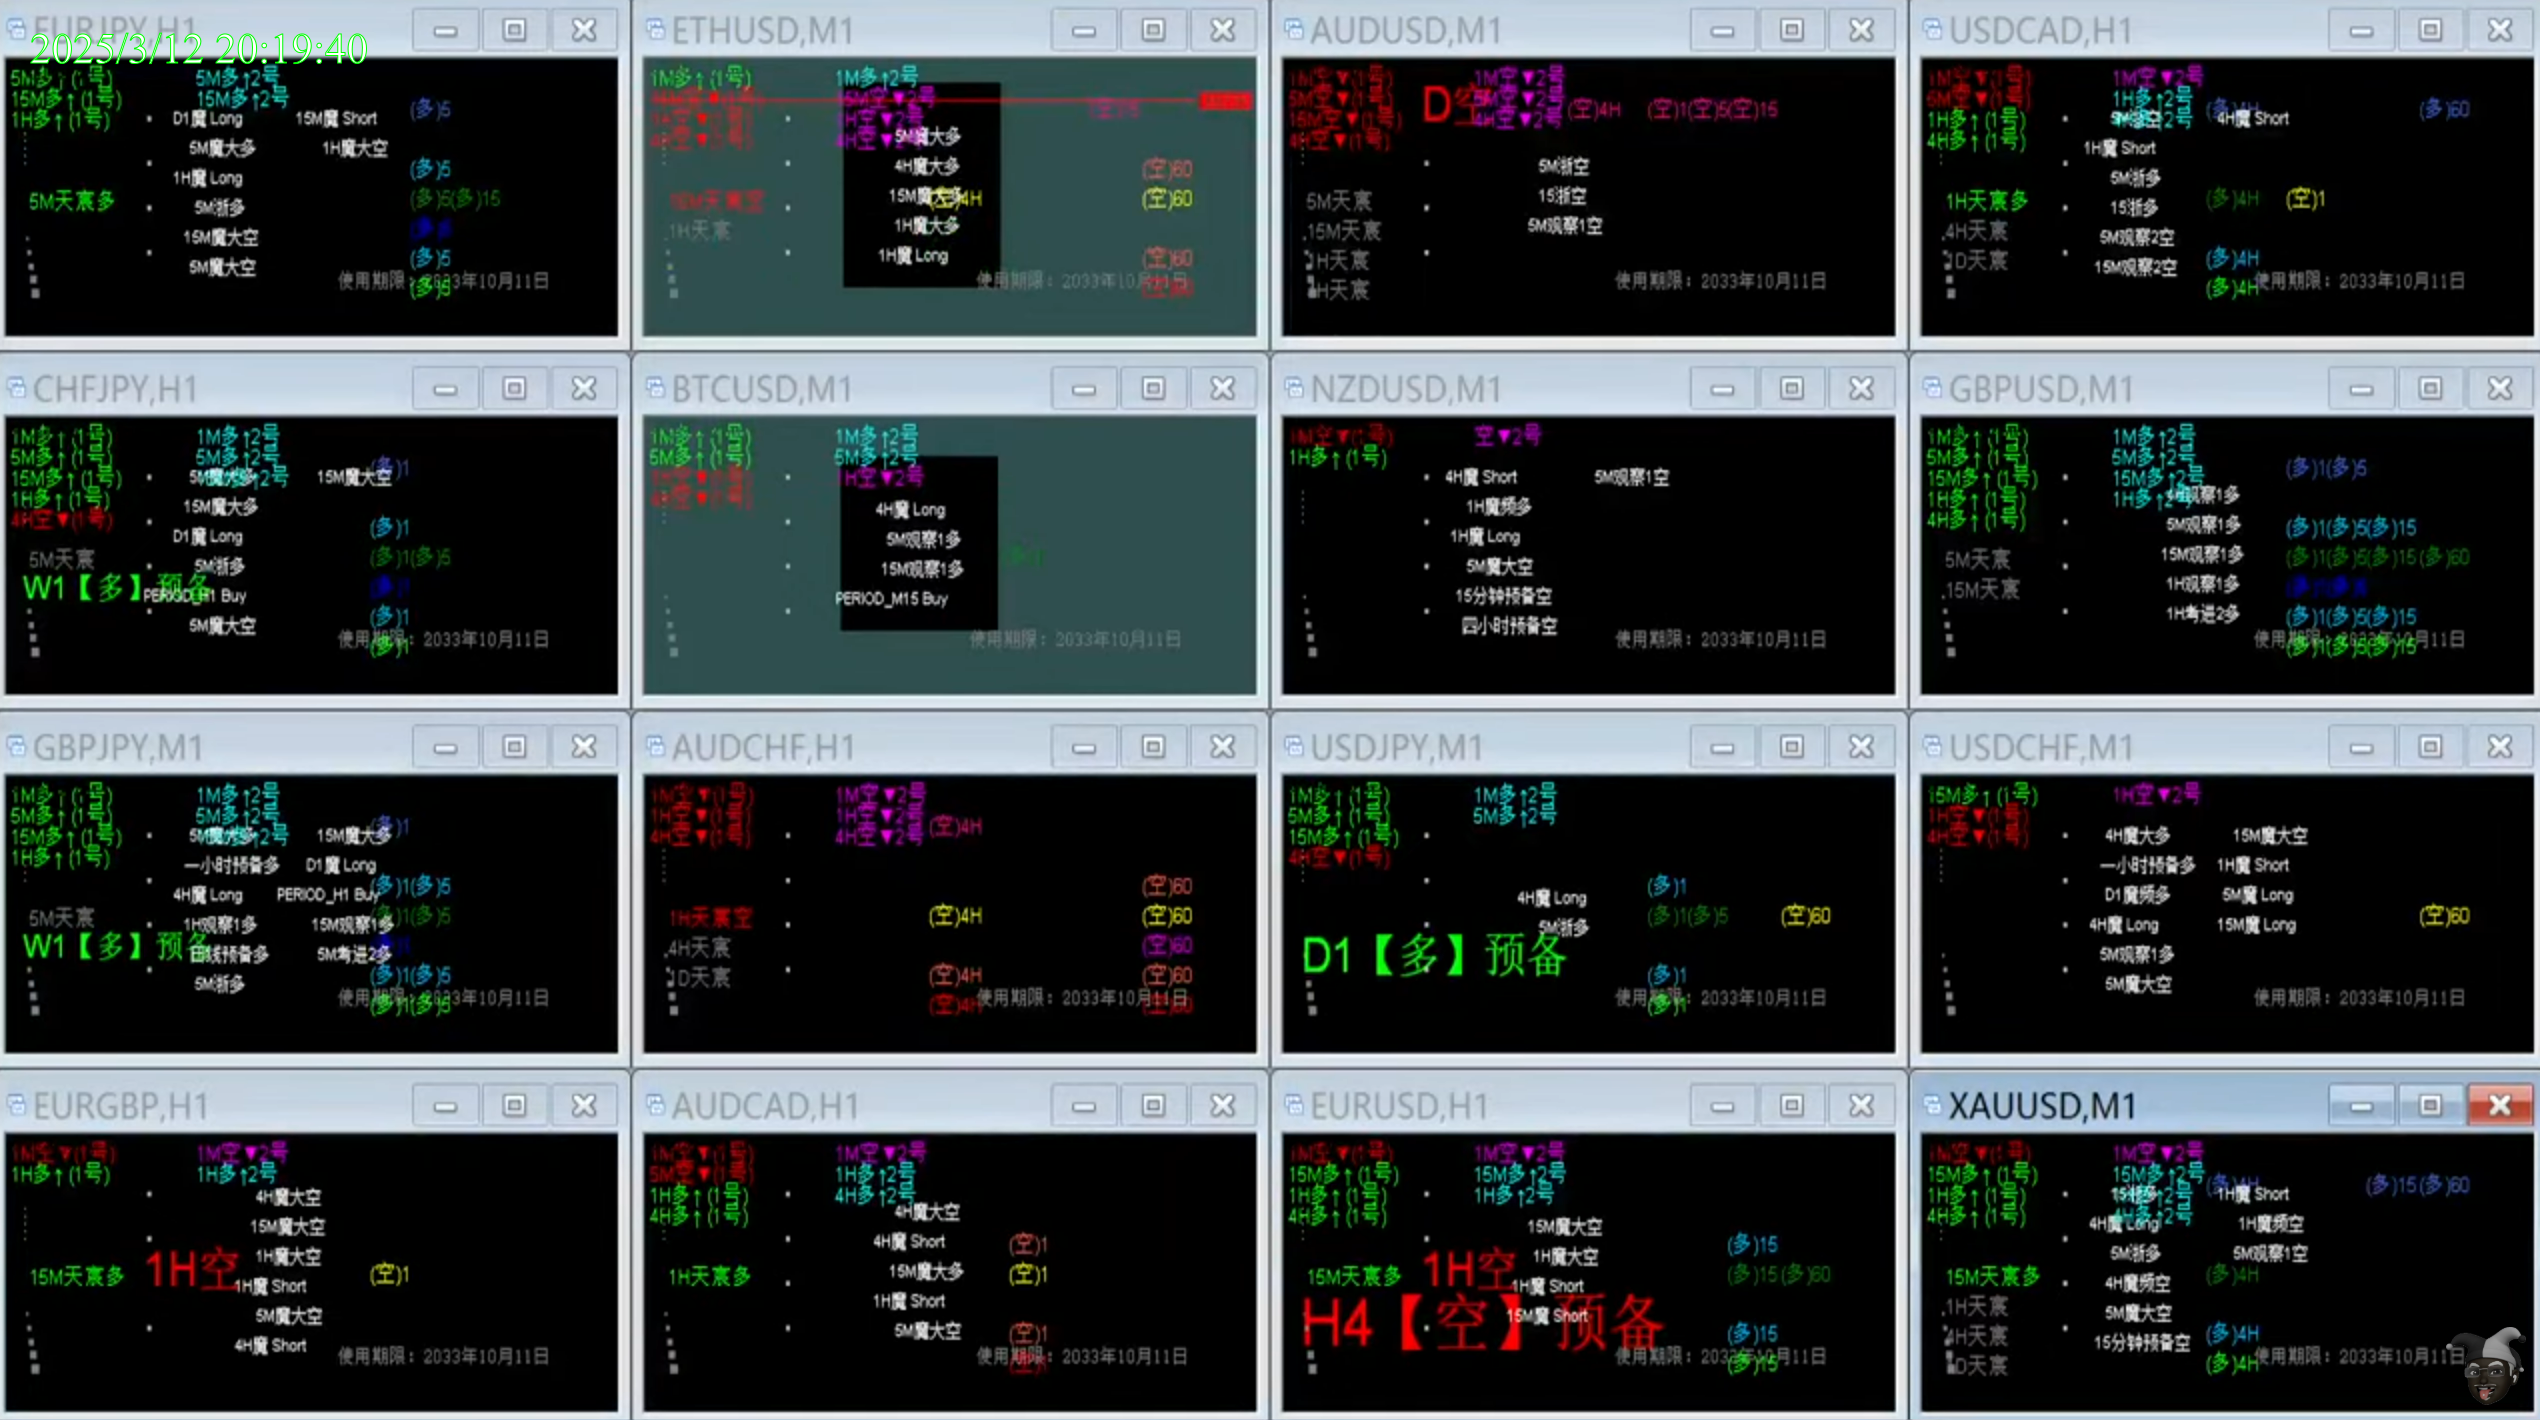 2025/3/12 20:19:40
EURJPY,H1
5M多↑(1号) 5M多↑2号
15M多↑(1号) 15M多↑2号
1H多↑(1号)
D1魔 Long 15M魔 Short (多)5
5M魔大多 1H魔大空
1H魔 Long (多)5
5M天宸多 5M浙多 (多)5(多)15
15M魔大空
5M魔大空 (多)5
使用期限：2033年10月11日
(多)5
ETHUSD,M1
1M多↑(1号) 1M多↑2号
5M魔大多
4H魔大多 (空)60
15M魔大多 (空)4H (空)60
1H天宸 1H魔大多
1H魔 Long (空)60
使用期限：2033年10月11日
AUDUSD,M1
1M空▼(1号) 1M空▼2号
5M空▼(1号) 5M空▼2号
15M空▼(1号) 4H空▼2号
4H空▼(1号)
D空 (空)4H (空)1(空)5(空)15
5M浙空
5M天宸 15浙空
15M天宸 5M观察1空
1H天宸
使用期限：2033年10月11日
USDCAD,H1
1M空▼(1号) 1M空▼2号
5M空▼(1号) 1H多↑2号
1H多↑(1号) 4H魔 Short (多)60
4H多↑(1号)
1H魔 Short
5M浙多
1H天宸多 15浙多 (多)4H (空)1
4H天宸 5M观察2空
D天宸 15M观察2空 (多)4H
使用期限：2033年10月11日
(多)4H
CHFJPY,H1
1M多↑(1号) 1M多↑2号
5M多↑(1号) 5M多↑2号
15M多↑(1号) 15M魔大空
1H多↑(1号) 15M魔大多
4H空▼(1号)
D1魔 Long (多)1
5M天宸 5M浙多 (多)1(多)5
W1【多】预备
PERIOD_H1 Buy
5M魔大空 (多)1
使用期限：2033年10月11日
(多)1
BTCUSD,M1
1M多↑(1号) 1M多↑2号
5M多↑(1号) 5M多↑2号
1H空▼2号
4H魔 Long
5M观察1多
15M观察1多
PERIOD_M15 Buy
使用期限：2033年10月11日
NZDUSD,M1
1M空▼(1号) 空▼2号
1H多↑(1号)
4H魔 Short 5M观察1空
1H魔频多
1H魔 Long
5M魔大空
15分钟预备空
四小时预备空
使用期限：2033年10月11日
GBPUSD,M1
1M多↑(1号) 1M多↑2号
5M多↑(1号) 5M多↑2号
15M多↑(1号) 15M多↑2号 (多)1(多)5
1H多↑(1号) 1H多↑2号 4H观察1多
4H多↑(1号) 5M观察1多 (多)1(多)5(多)15
5M天宸 15M观察1多 (多)1(多)5(多)15(多)60
15M天宸 1H观察1多
1H考进2多 (多)1(多)5(多)15
使用期限：2033年10月11日
(多)1(多)5(多)15
GBPJPY,M1
1M多↑(1号) 1M多↑2号
5M多↑(1号) 5M多↑2号
15M多↑(1号) 15M魔大多
1H多↑(1号) 一小时预备多 D1魔 Long
4H魔 Long PERIOD_H1 Buy (多)1(多)5
5M天宸 1H观察1多 15M观察1多 (多)1(多)5
W1【多】预备
日线预备多 5M考进2多
5M浙多 (多)1(多)5
使用期限：2033年10月11日
(多)1(多)5
AUDCHF,H1
1M空▼(1号) 1M空▼2号
1H空▼(1号) 1H空▼2号
4H空▼(1号) 4H空▼2号 (空)4H
(空)60
1H天宸空 (空)4H (空)60
4H天宸 (空)60
D天宸 (空)4H (空)60
使用期限：2033年10月11日
(空)4H (空)60
USDJPY,M1
1M多↑(1号) 1M多↑2号
5M多↑(1号) 5M多↑2号
15M多↑(1号)
4H空▼(1号)
4H魔 Long (多)1
5M浙多 (多)1(多)5 (空)60
D1【多】预备
(多)1
使用期限：2033年10月11日
(多)1
USDCHF,M1
15M多↑(1号) 1H空▼2号
1H空▼(1号)
4H空▼(1号)
4H魔大多 15M魔大空
一小时预备多 1H魔 Short
D1魔频多 5M魔 Long
4H魔 Long 15M魔 Long (空)60
5M观察1多
5M魔大空
使用期限：2033年10月11日
EURGBP,H1
1M空▼(1号) 1M空▼2号
1H多↑(1号) 1H多↑2号
4H魔大空
15M魔大空
1H魔大空
15M天宸多 1H空 (空)1
1H魔 Short
5M魔大空
4H魔 Short
使用期限：2033年10月11日
AUDCAD,H1
1M空▼(1号) 1M空▼2号
5M空▼(1号) 1H多↑2号
1H多↑(1号) 4H多↑2号
4H多↑(1号) 4H魔大空
4H魔 Short (空)1
1H天宸多 15M魔大多 (空)1
1H魔 Short
5M魔大空 (空)1
使用期限：2033年10月11日
EURUSD,H1
1M空▼(1号) 1M空▼2号
15M多↑(1号) 15M多↑2号
1H多↑(1号) 1H多↑2号
4H多↑(1号)
15M魔大空
1H魔大空 (多)15
15M天宸多 1H空 (多)15(多)60
1H魔 Short
H4【空】预备
15M魔 Short (多)15
使用期限：2033年10月11日
(多)15
XAUUSD,M1
1M空▼(1号) 1M空▼2号
15M多↑(1号) 15M多↑2号
1H多↑(1号) 1H魔 Short (多)15(多)60
4H多↑(1号) 4H多↑2号
4H魔 Long 1H魔频空
5M浙多 5M观察1空
15M天宸多 4H魔频空 (多)4H
1H天宸 5M魔大空
4H天宸 15分钟预备空 (多)4H
D天宸 (多)4H
使用期限：2033年10月11日